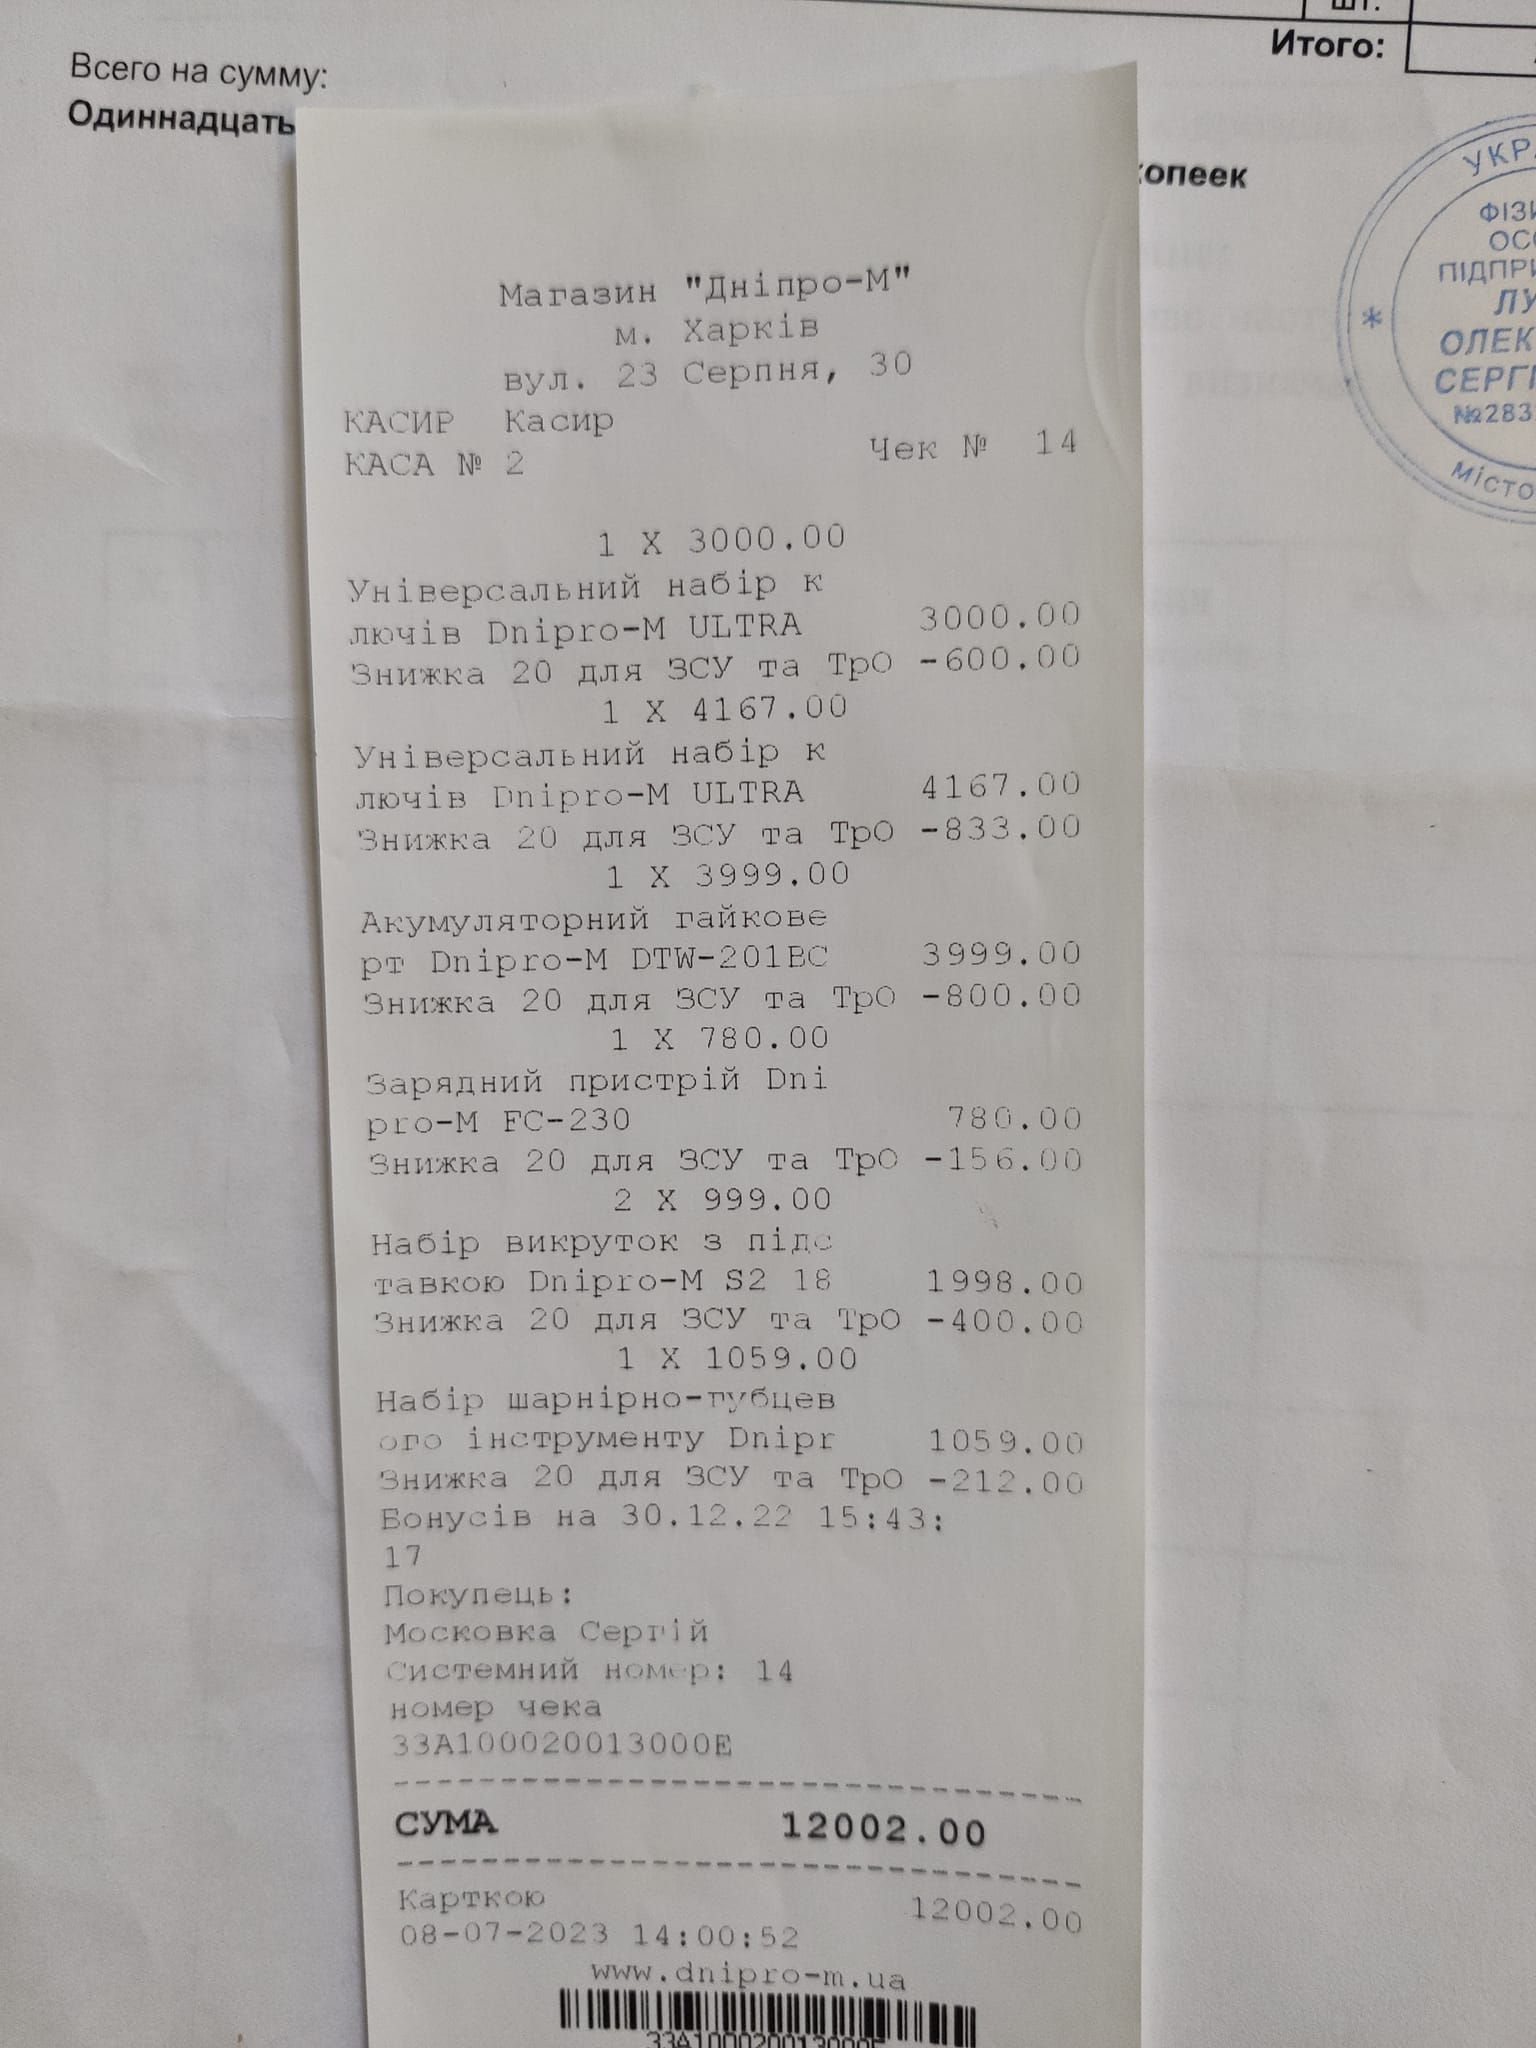 шт.
Итого:
Всего на сумму:
Одиннадцать
копеек
УКРА
ФІЗИ
ОСО
ПІДПРИ
ЛУ
ОЛЕК
СЕРГІ
№283
місто
*
Магазин "Дніпро-М"
м. Харків
вул. 23 Серпня, 30
КАСИР Касир
КАСА № 2 Чек № 14
1 X 3000.00
Універсальний набір к
лючів Dnipro-M ULTRA 3000.00
Знижка 20 для ЗСУ та ТрО -600.00
1 X 4167.00
Універсальний набір к
лючів Dnipro-M ULTRA 4167.00
Знижка 20 для ЗСУ та ТрО -833.00
1 X 3999.00
Акумуляторний гайкове
рт Dnipro-M DTW-201BC 3999.00
Знижка 20 для ЗСУ та ТрО -800.00
1 X 780.00
Зарядний пристрій Dni
pro-M FC-230 780.00
Знижка 20 для ЗСУ та ТрО -156.00
2 X 999.00
Набір викруток з підс
тавкою Dnipro-M S2 18 1998.00
Знижка 20 для ЗСУ та ТрО -400.00
1 X 1059.00
Набір шарнірно-губцев
ого інструменту Dnipr 1059.00
Знижка 20 для ЗСУ та ТрО -212.00
Бонусів на 30.12.22 15:43:
17
Покупець:
Московка Сергій
Системний номер: 14
номер чека
33A100020013000E
СУМА 12002.00
Карткою 12002.00
08-07-2023 14:00:52
www.dnipro-m.ua
33A100020013000E